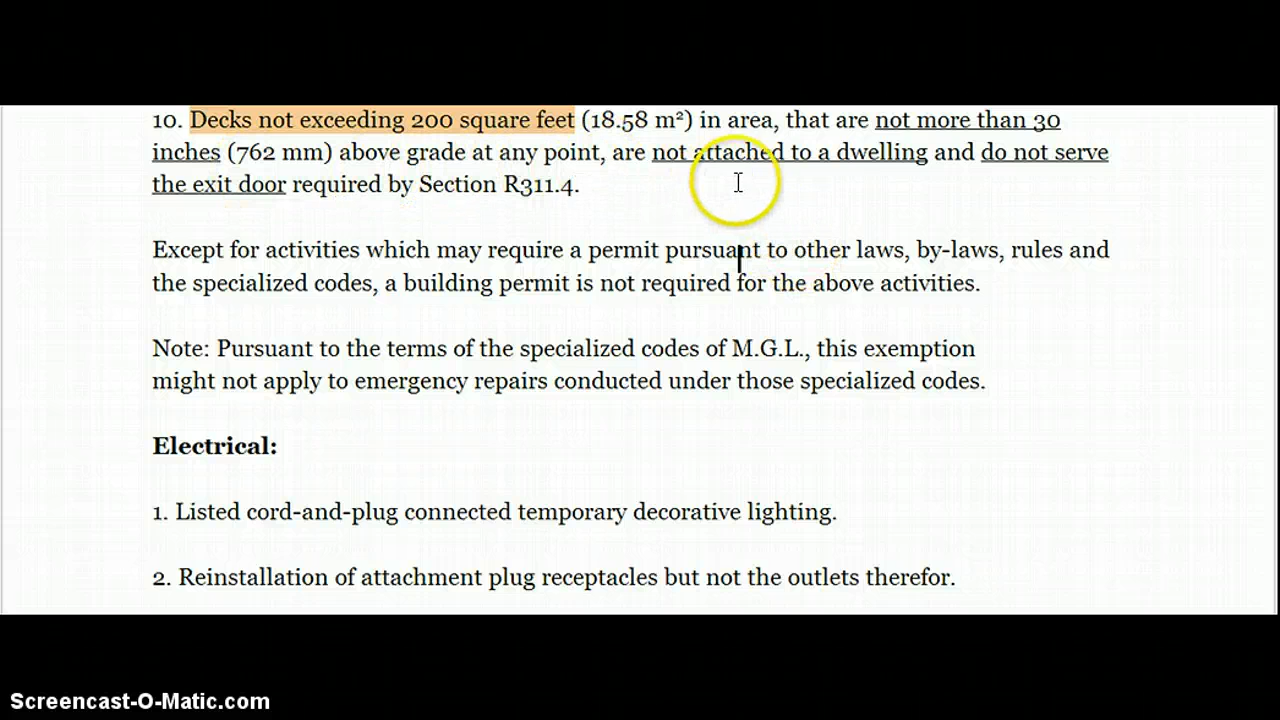 10. Decks not exceeding 200 square feet (18.58 m²) in area, that are not more than 30
inches (762 mm) above grade at any point, are not attached to a dwelling and do not serve
the exit door required by Section R311.4.
Except for activities which may require a permit pursuant to other laws, by-laws, rules and
the specialized codes, a building permit is not required for the above activities.
Note: Pursuant to the terms of the specialized codes of M.G.L., this exemption
might not apply to emergency repairs conducted under those specialized codes.
Electrical:
1. Listed cord-and-plug connected temporary decorative lighting.
2. Reinstallation of attachment plug receptacles but not the outlets therefor.
Screencast-O-Matic.com